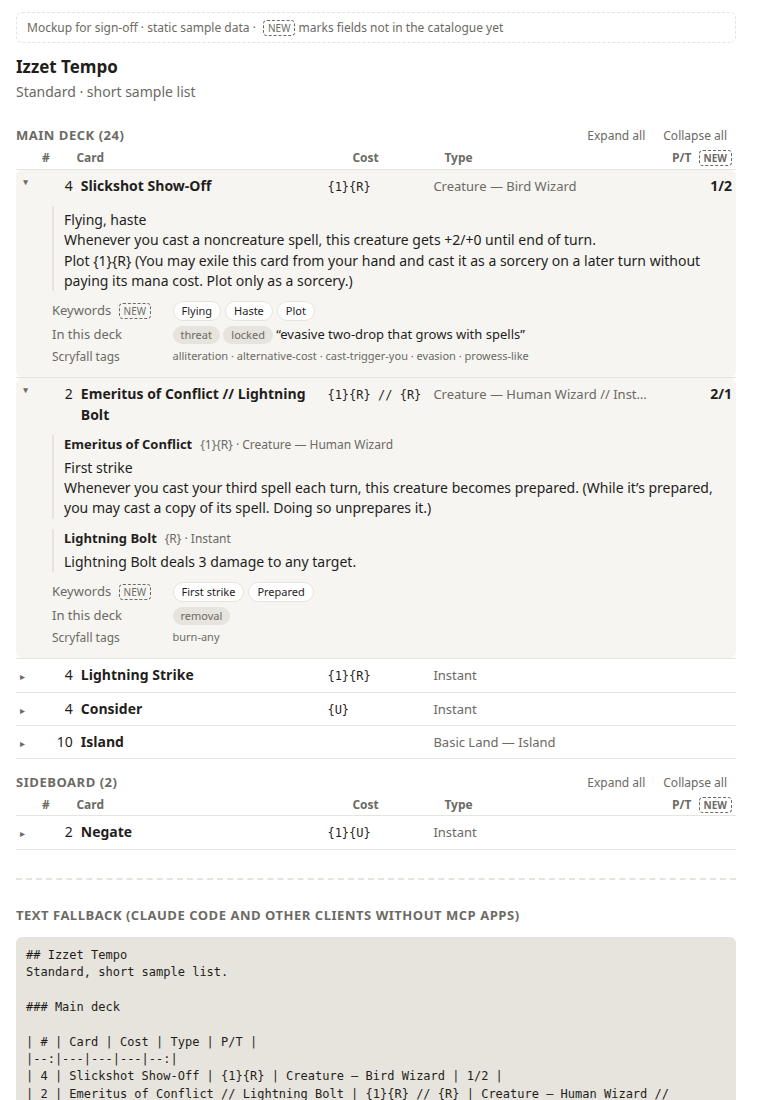 Mockup for sign-off · static sample data · NEW marks fields not in the catalogue yet
Izzet Tempo
Standard · short sample list
MAIN DECK (24) Expand all Collapse all
# Card Cost Type P/T NEW
▾ 4 Slickshot Show-Off {1}{R} Creature — Bird Wizard 1/2
Flying, haste
Whenever you cast a noncreature spell, this creature gets +2/+0 until end of turn.
Plot {1}{R} (You may exile this card from your hand and cast it as a sorcery on a later turn without
paying its mana cost. Plot only as a sorcery.)
Keywords NEW Flying Haste Plot
In this deck threat locked “evasive two-drop that grows with spells”
Scryfall tags alliteration · alternative-cost · cast-trigger-you · evasion · prowess-like
▾ 2 Emeritus of Conflict // Lightning {1}{R} // {R} Creature — Human Wizard // Inst… 2/1
Bolt
Emeritus of Conflict {1}{R} · Creature — Human Wizard
First strike
Whenever you cast your third spell each turn, this creature becomes prepared. (While it’s prepared,
you may cast a copy of its spell. Doing so unprepares it.)
Lightning Bolt {R} · Instant
Lightning Bolt deals 3 damage to any target.
Keywords NEW First strike Prepared
In this deck removal
Scryfall tags burn-any
▸ 4 Lightning Strike {1}{R} Instant
▸ 4 Consider {U} Instant
▸ 10 Island Basic Land — Island
SIDEBOARD (2) Expand all Collapse all
# Card Cost Type P/T NEW
▸ 2 Negate {1}{U} Instant
TEXT FALLBACK (CLAUDE CODE AND OTHER CLIENTS WITHOUT MCP APPS)
## Izzet Tempo
Standard, short sample list.
### Main deck
| # | Card | Cost | Type | P/T |
|--:|---|---|---|--:|
| 4 | Slickshot Show-Off | {1}{R} | Creature — Bird Wizard | 1/2 |
| 2 | Emeritus of Conflict // Lightning Bolt | {1}{R} // {R} | Creature — Human Wizard //